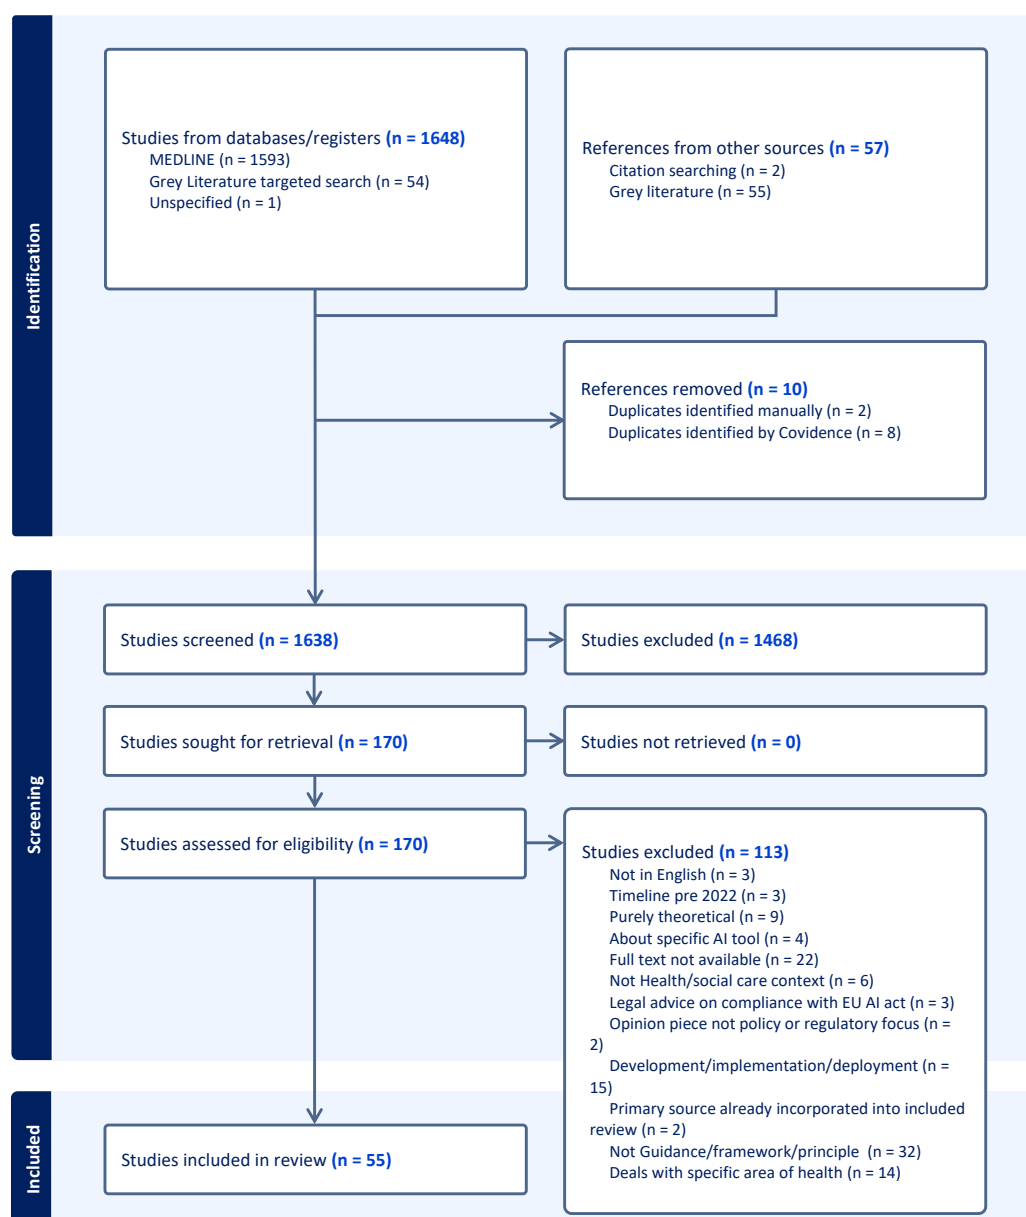 Identification
Studies from databases/registers (n = 1648)
MEDLINE (n = 1593)
Grey Literature targeted search (n = 54)
Unspecified (n = 1)
References from other sources (n = 57)
Citation searching (n = 2)
Grey literature (n = 55)
References removed (n = 10)
Duplicates identified manually (n = 2)
Duplicates identified by Covidence (n = 8)
Screening
Studies screened (n = 1638)
Studies excluded (n = 1468)
Studies sought for retrieval (n = 170)
Studies not retrieved (n = 0)
Studies assessed for eligibility (n = 170)
Studies excluded (n = 113)
Not in English (n = 3)
Timeline pre 2022 (n = 3)
Purely theoretical (n = 9)
About specific AI tool (n = 4)
Full text not available (n = 22)
Not Health/social care context (n = 6)
Legal advice on compliance with EU AI act (n = 3)
Opinion piece not policy or regulatory focus (n =
2)
Development/implementation/deployment (n =
15)
Primary source already incorporated into included
review (n = 2)
Not Guidance/framework/principle (n = 32)
Deals with specific area of health (n = 14)
Included
Studies included in review (n = 55)